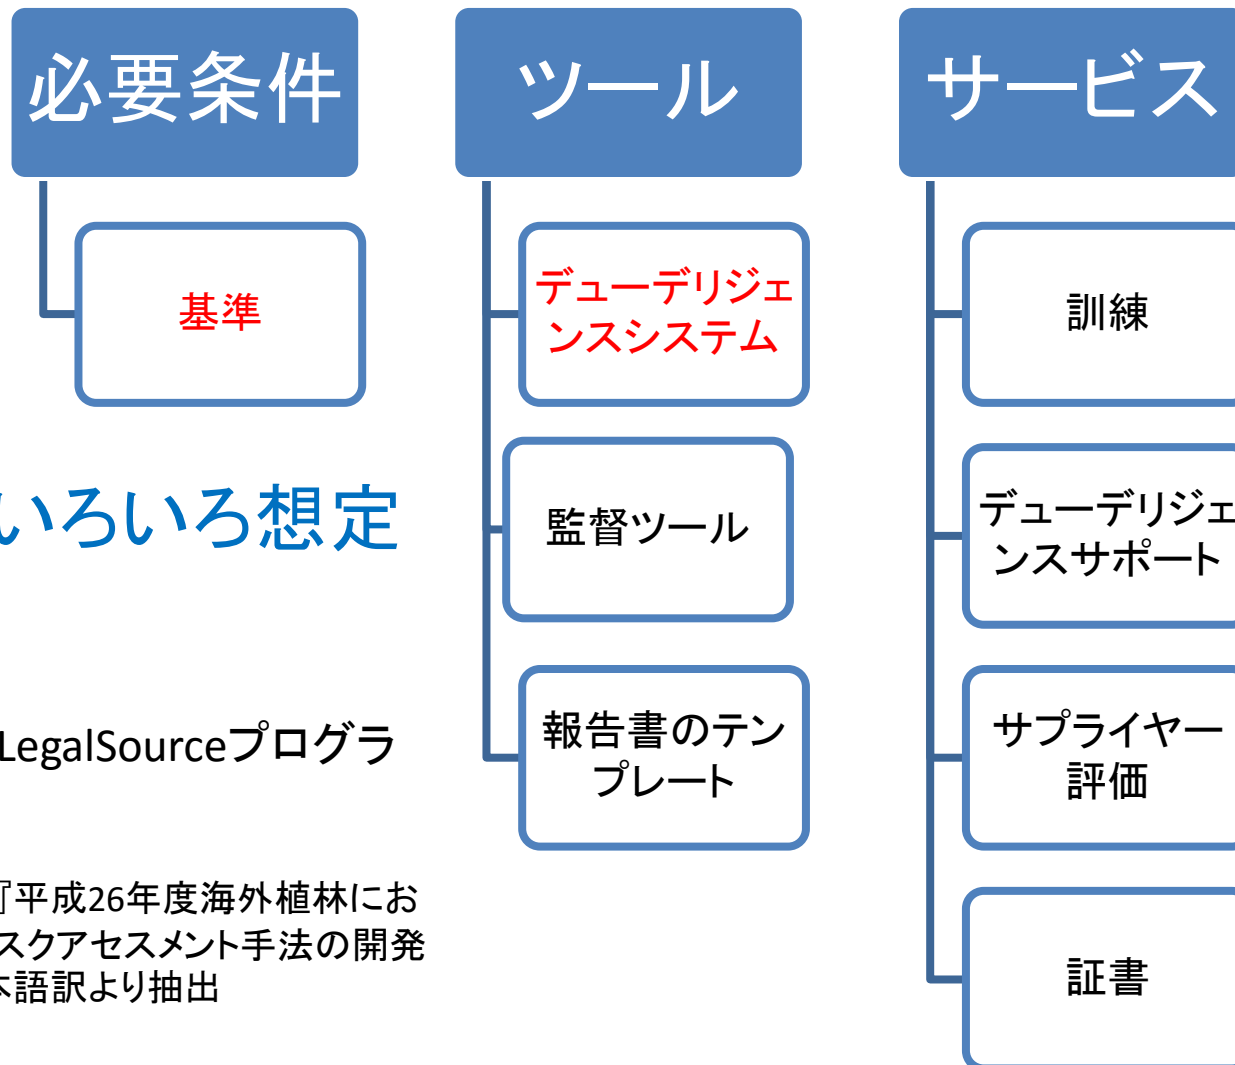 必要条件
基準
ツール
デューデリジェ
ンスシステム
監督ツール
報告書のテン
プレート
サービス
訓練
デューデリジェ
ンスサポート
サプライヤー
評価
証書
いろいろ想定
LegalSourceプログラ
『平成26年度海外植林にお
スクアセスメント手法の開発
本語訳より抽出